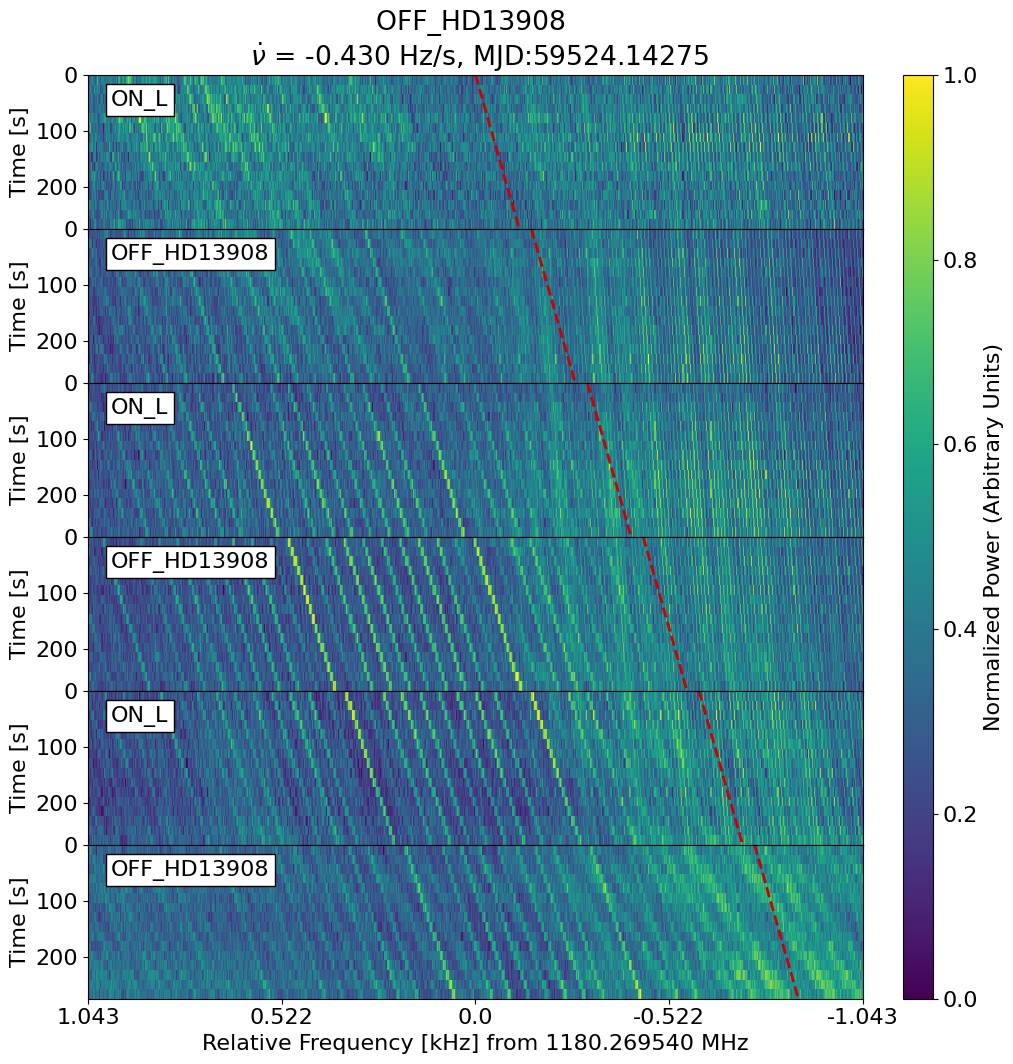 OFF_HD13908
ν̇ = -0.430 Hz/s, MJD:59524.14275
ON_L
OFF_HD13908
ON_L
OFF_HD13908
ON_L
OFF_HD13908
Time [s]
Time [s]
Time [s]
Time [s]
Time [s]
Time [s]
0
100
200
0
100
200
0
100
200
0
100
200
0
100
200
0
100
200
1.043
0.522
0.0
-0.522
-1.043
Relative Frequency [kHz] from 1180.269540 MHz
1.0
0.8
0.6
0.4
0.2
0.0
Normalized Power (Arbitrary Units)